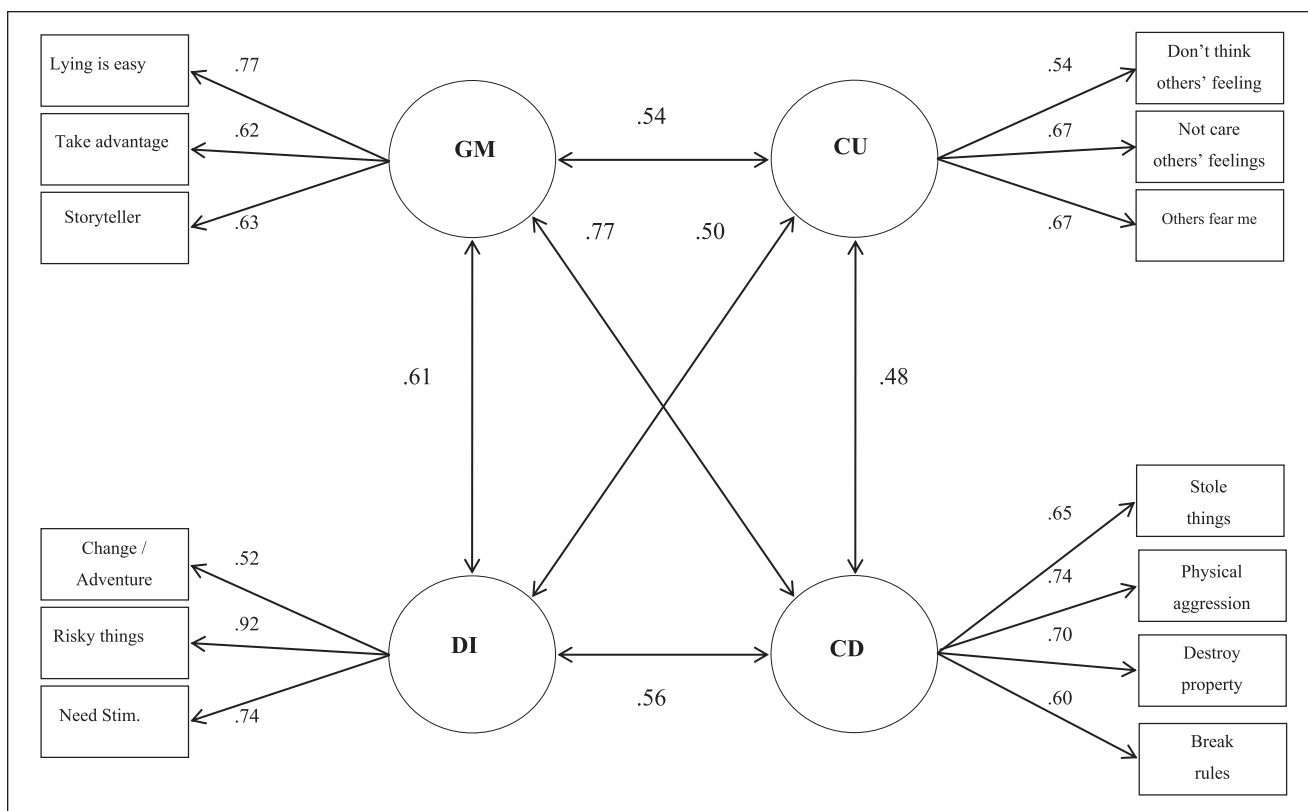 Lying is easy
.77
Take advantage
.62
Storyteller
.63
GM
.54
CU
.54
Don’t think
others’ feeling
.67
Not care
others’ feelings
.67
Others fear me
.77
.50
.61
.48
Change /
Adventure
.52
Risky things
.92
Need Stim.
.74
DI
.56
CD
.65
Stole
things
.74
Physical
aggression
.70
Destroy
property
.60
Break
rules